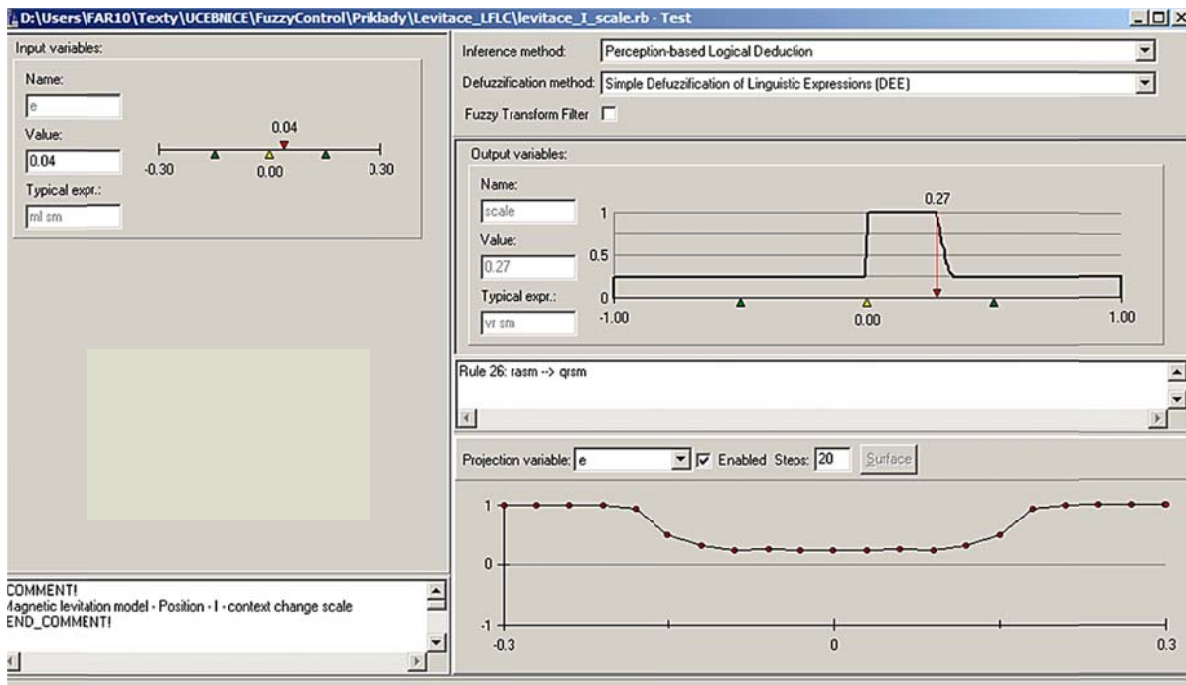 D:\Users\FAR10\Texty\UCEBNICE\FuzzyControl\Priklady\Levitace_LFLC\levitace_I_scale.rb - Test
Input variables:
Name:
e
Value:
0.04
Typical expr.:
ml sm
0.04
-0.30
0.00
0.30
Inference method:
Perception-based Logical Deduction
Defuzzification method:
Simple Defuzzification of Linguistic Expressions (DEE)
Fuzzy Transform Filter
Output variables:
Name:
scale
Value:
0.27
Typical expr.:
vr sm
0.27
1
0.5
0
-1.00
0.00
1.00
Rule 26: rasm --> qrsm
Projection variable: e
Enabled Steps: 20
Surface
1
0
-1
-0.3
0
0.3
COMMENT!
Magnetic levitation model - Position - I -context change scale
END_COMMENT!